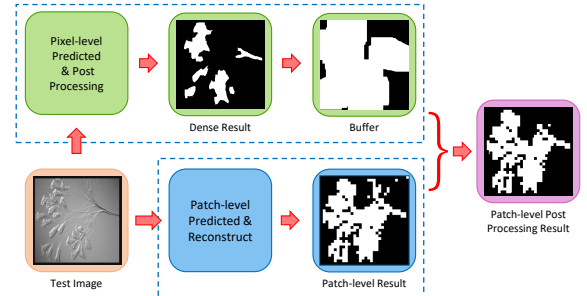 Pixel-level
Predicted
& Post
Processing
Dense Result
Buffer
Patch-level
Predicted &
Reconstruct
Test Image
Patch-level Result
Patch-level Post
Processing Result